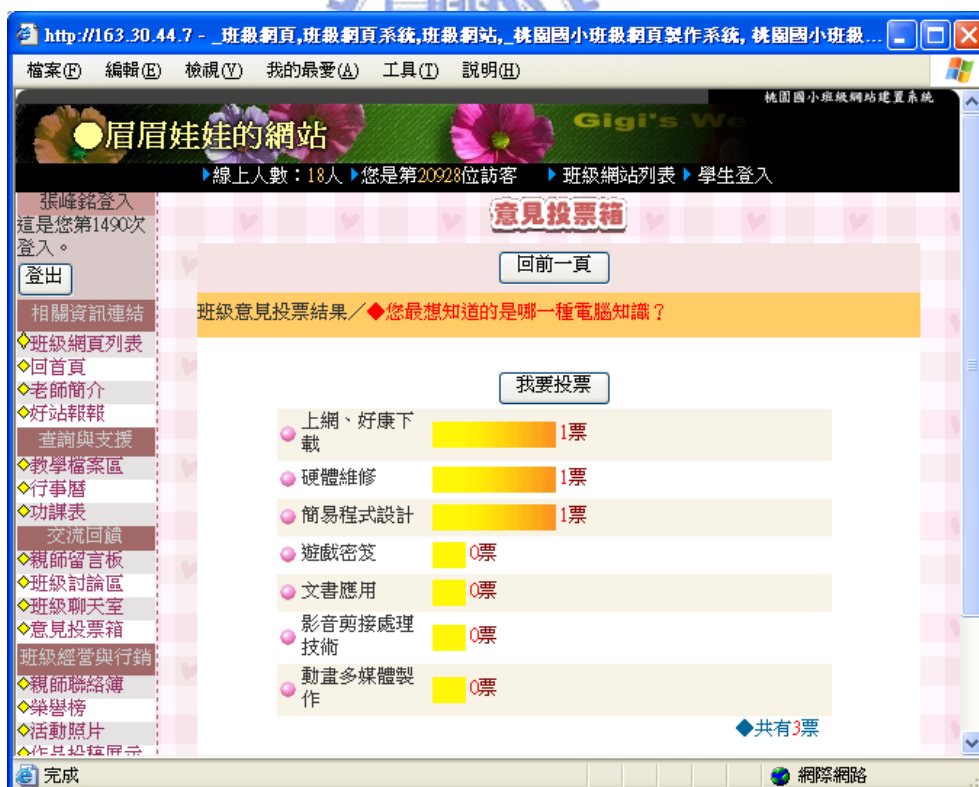 http://163.30.44.7 - _班級網頁,班級網頁系統,班級網站,_桃園國小班級網頁製作系統, 桃園國小班級...
檔案(F) 編輯(E) 檢視(V) 我的最愛(A) 工具(T) 說明(H)
桃園國小班級網站建置系統
●眉眉娃娃的網站
Gigi's We
線上人數：18人 您是第20928位訪客 班級網站列表 學生登入
張峰銘登入
這是您第1490次
登入。
登出
相關資訊連結
班級網頁列表
回首頁
老師簡介
好站報報
查詢與支援
教學檔案區
行事曆
功課表
交流回饋
親師留言板
班級討論區
班級聊天室
意見投票箱
班級經營與行銷
親師聯絡簿
榮譽榜
活動照片
作品投稿展示
意見投票箱
回前一頁
班級意見投票結果／◆您最想知道的是哪一種電腦知識？
我要投票
上網、好康下
載
1票
硬體維修 1票
簡易程式設計 1票
遊戲密笈 0票
文書應用 0票
影音剪接處理
技術
0票
動畫多媒體製
作
0票
◆共有3票
完成
網際網路